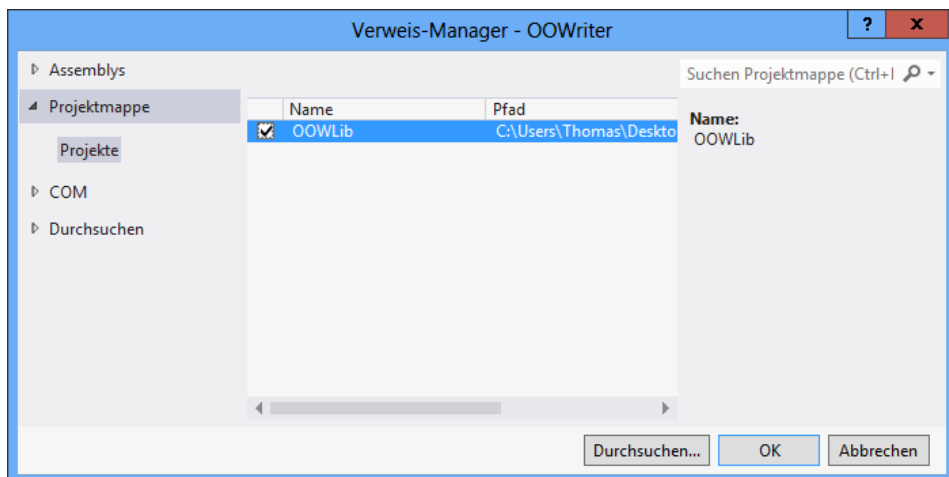 Verweis-Manager - OOWriter
?
x
Assemblys
Projektmappe
Projekte
COM
Durchsuchen
Name Pfad
OOWLib C:\Users\Thomas\Deskto
Suchen Projektmappe (Ctrl+
Name:
OOWLib
Durchsuchen...
OK
Abbrechen